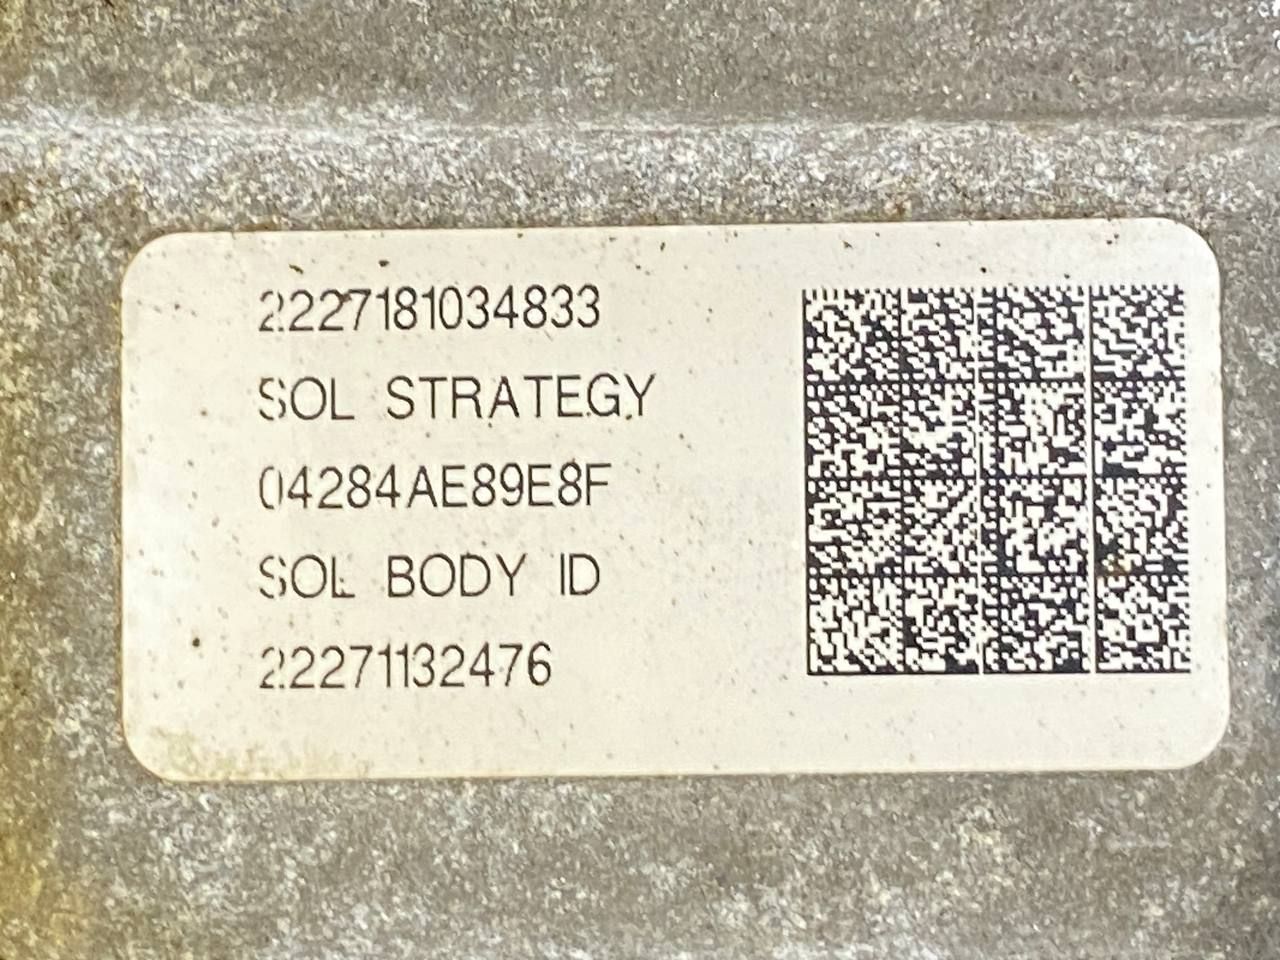 2227181034833
SOL STRATEGY
04284AE89E8F
SOL BODY ID
22271132476